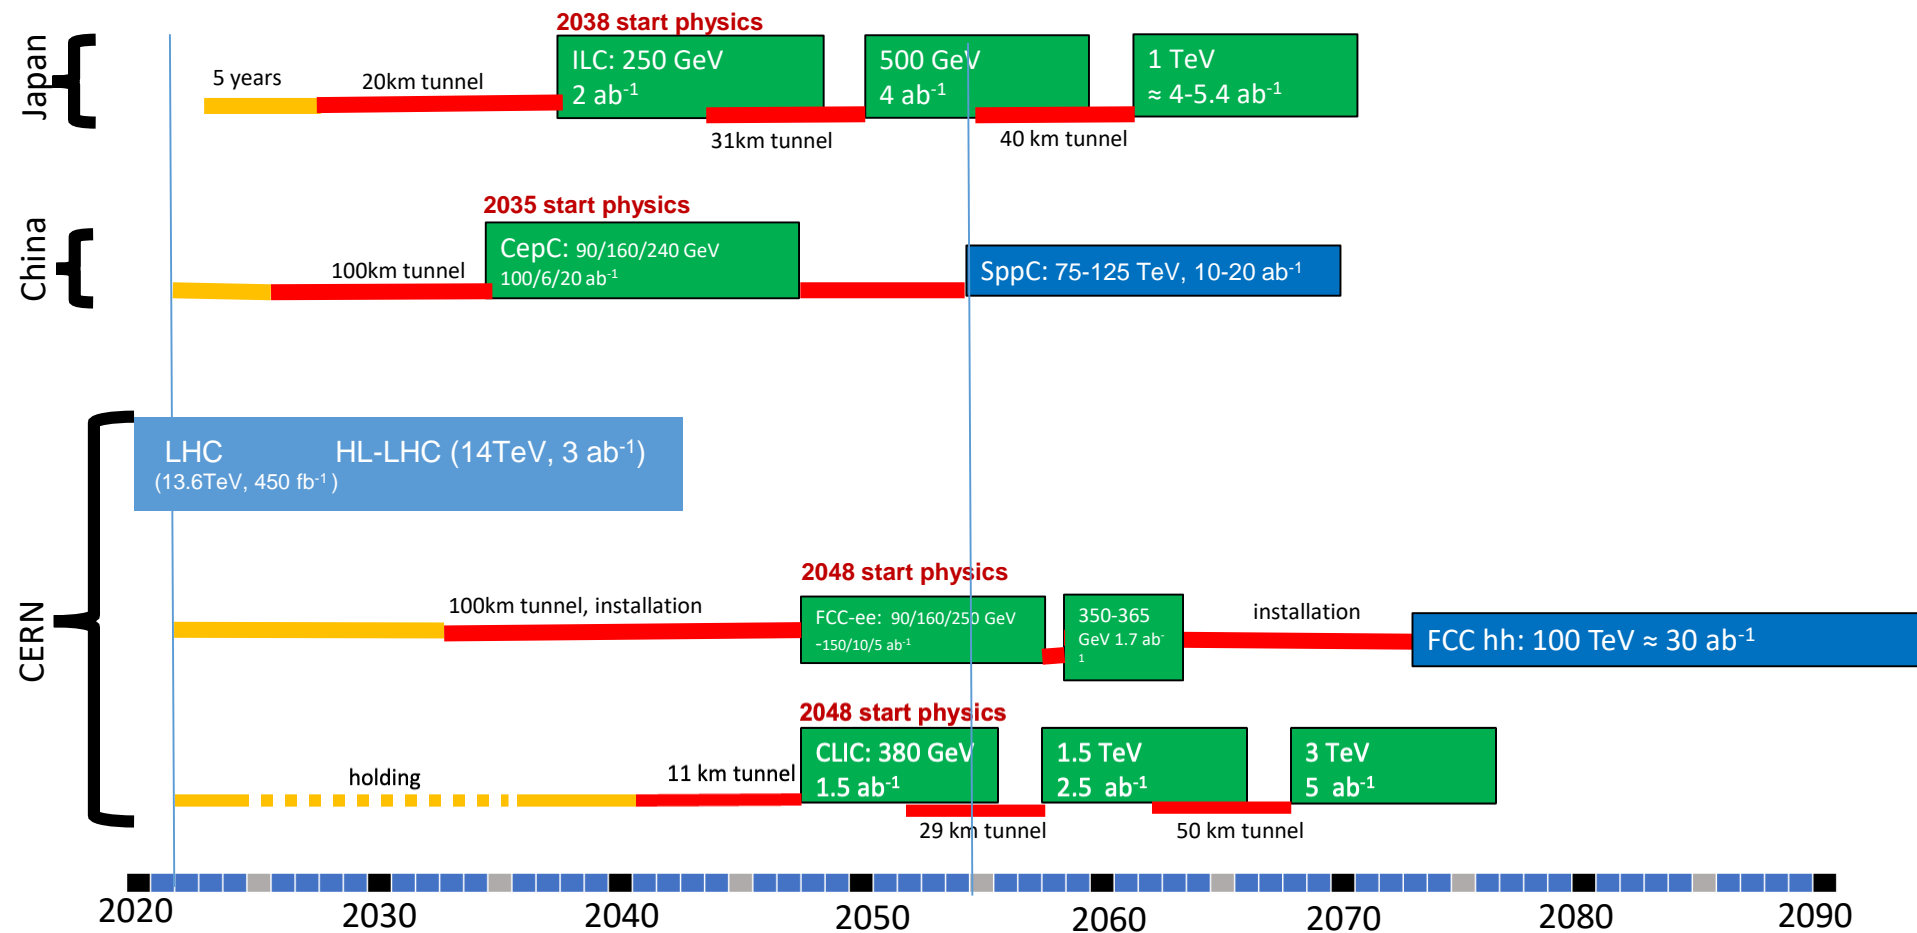 Japan
2038 start physics
5 years
20km tunnel
ILC: 250 GeV
2 ab⁻¹
31km tunnel
500 GeV
4 ab⁻¹
40 km tunnel
1 TeV
≈ 4-5.4 ab⁻¹
China
2035 start physics
100km tunnel
CepC: 90/160/240 GeV
100/6/20 ab⁻¹
SppC: 75-125 TeV, 10-20 ab⁻¹
CERN
LHC HL-LHC (14TeV, 3 ab⁻¹)
(13.6TeV, 450 fb⁻¹ )
2048 start physics
100km tunnel, installation
FCC-ee: 90/160/250 GeV
-150/10/5 ab⁻¹
350-365
GeV 1.7 ab⁻
¹
installation
FCC hh: 100 TeV ≈ 30 ab⁻¹
2048 start physics
holding
11 km tunnel
CLIC: 380 GeV
1.5 ab⁻¹
29 km tunnel
1.5 TeV
2.5 ab⁻¹
50 km tunnel
3 TeV
5 ab⁻¹
2020 2030 2040 2050 2060 2070 2080 2090